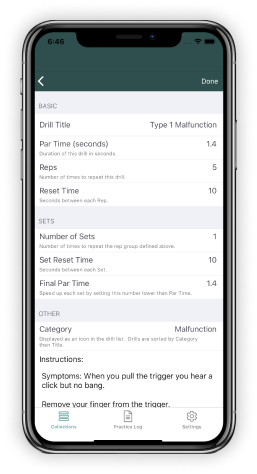 6:46
Done
BASIC
Drill Title Type 1 Malfunction
Par Time (seconds) 1.4
Duration of this drill in seconds.
Reps 5
Number of times to repeat this drill.
Reset Time 10
Seconds between each Rep.
SETS
Number of Sets 1
Number of times to repeat the rep group defined above.
Set Reset Time 10
Seconds between each Set.
Final Par Time 1.4
Speed up each set by setting this number lower than Par Time.
OTHER
Category Malfunction
Displayed as an icon in the drill list. Drills are sorted by Category
then Title.
Instructions:
Symptoms: When you pull the trigger you hear a
click but no bang.
Remove your finger from the trigger.
Collections Practice Log Settings